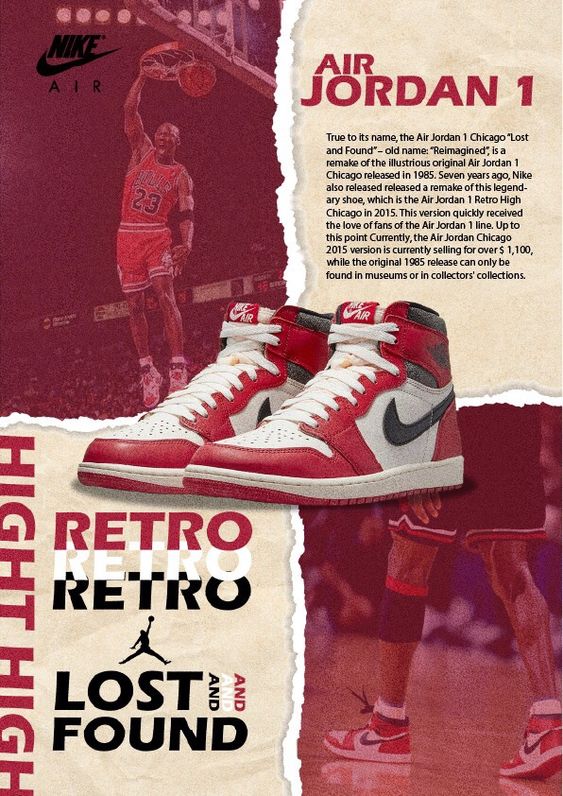 NIKE
AIR
AIR
JORDAN 1
True to its name, the Air Jordan 1 Chicago “Lost
and Found” – old name: “Reimagined”, is a
remake of the illustrious original Air Jordan 1
Chicago released in 1985. Seven years ago, Nike
also released released a remake of this legend-
ary shoe, which is the Air Jordan 1 Retro High
Chicago in 2015. This version quickly received
the love of fans of the Air Jordan 1 line. Up to
this point Currently, the Air Jordan Chicago
2015 version is currently selling for over $ 1,100,
while the original 1985 release can only be
found in museums or in collectors' collections.
BULLS
23
NIKE
AIR
NIKE
AIR
HIGHT HIGH
RETRO
RETRO
RETRO
LOST
AND
AND
AND
FOUND